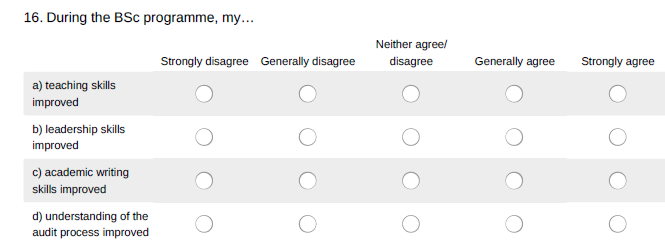 16. During the BSc programme, my…
Neither agree/
Strongly disagree Generally disagree disagree Generally agree Strongly agree
a) teaching skills
improved
b) leadership skills
improved
c) academic writing
skills improved
d) understanding of the
audit process improved